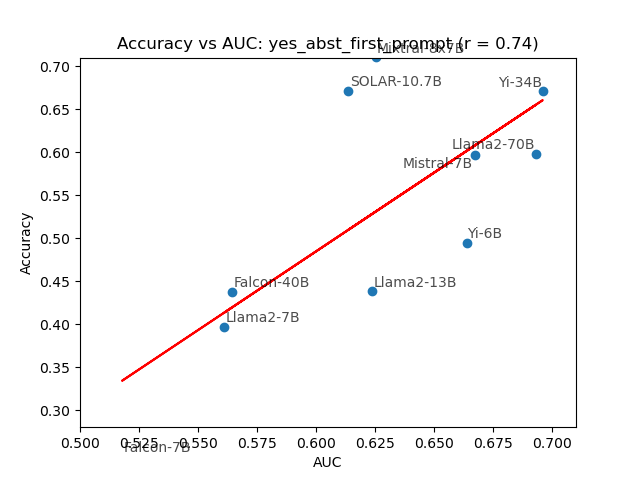 Accuracy vs AUC: yes_abst_first_prompt (r = 0.74)
Mixtral-8x7B
SOLAR-10.7B
Yi-34B
Llama2-70B
Mistral-7B
Yi-6B
Falcon-40B
Llama2-13B
Llama2-7B
Falcon-7B
Accuracy
0.70
0.65
0.60
0.55
0.50
0.45
0.40
0.35
0.30
0.500
0.525
0.550
0.575
0.600
0.625
0.650
0.675
0.700
AUC